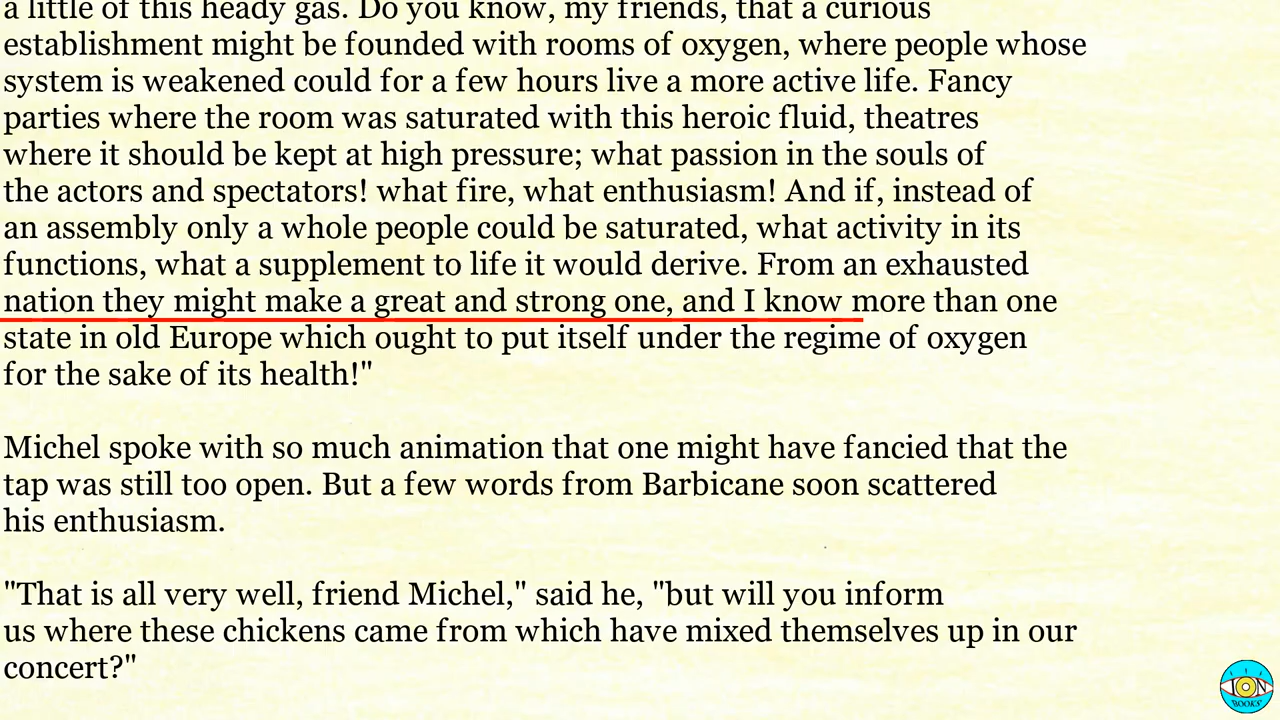 a little of this heady gas. Do you know, my friends, that a curious
establishment might be founded with rooms of oxygen, where people whose
system is weakened could for a few hours live a more active life. Fancy
parties where the room was saturated with this heroic fluid, theatres
where it should be kept at high pressure; what passion in the souls of
the actors and spectators! what fire, what enthusiasm! And if, instead of
an assembly only a whole people could be saturated, what activity in its
functions, what a supplement to life it would derive. From an exhausted
nation they might make a great and strong one, and I know more than one
state in old Europe which ought to put itself under the regime of oxygen
for the sake of its health!"
Michel spoke with so much animation that one might have fancied that the
tap was still too open. But a few words from Barbicane soon scattered
his enthusiasm.
"That is all very well, friend Michel," said he, "but will you inform
us where these chickens came from which have mixed themselves up in our
concert?"
ION
BOOKS